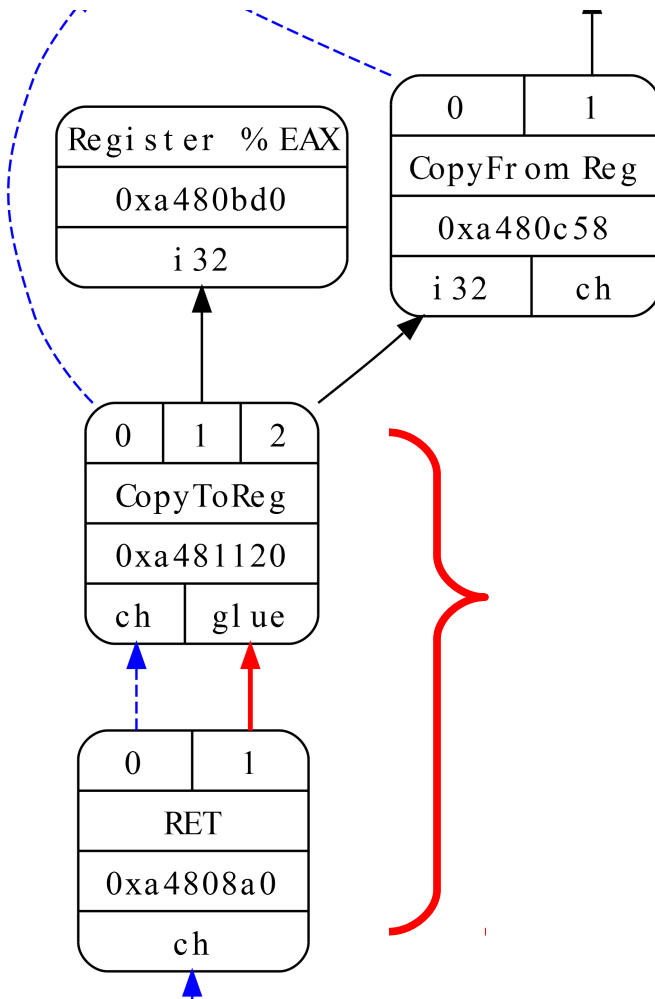 0 1
Register %EAX
CopyFromReg
0xa480bd0
0xa480c58
i32
i32 ch
0 1 2
CopyToReg
0xa481120
ch glue
0 1
RET
0xa4808a0
ch